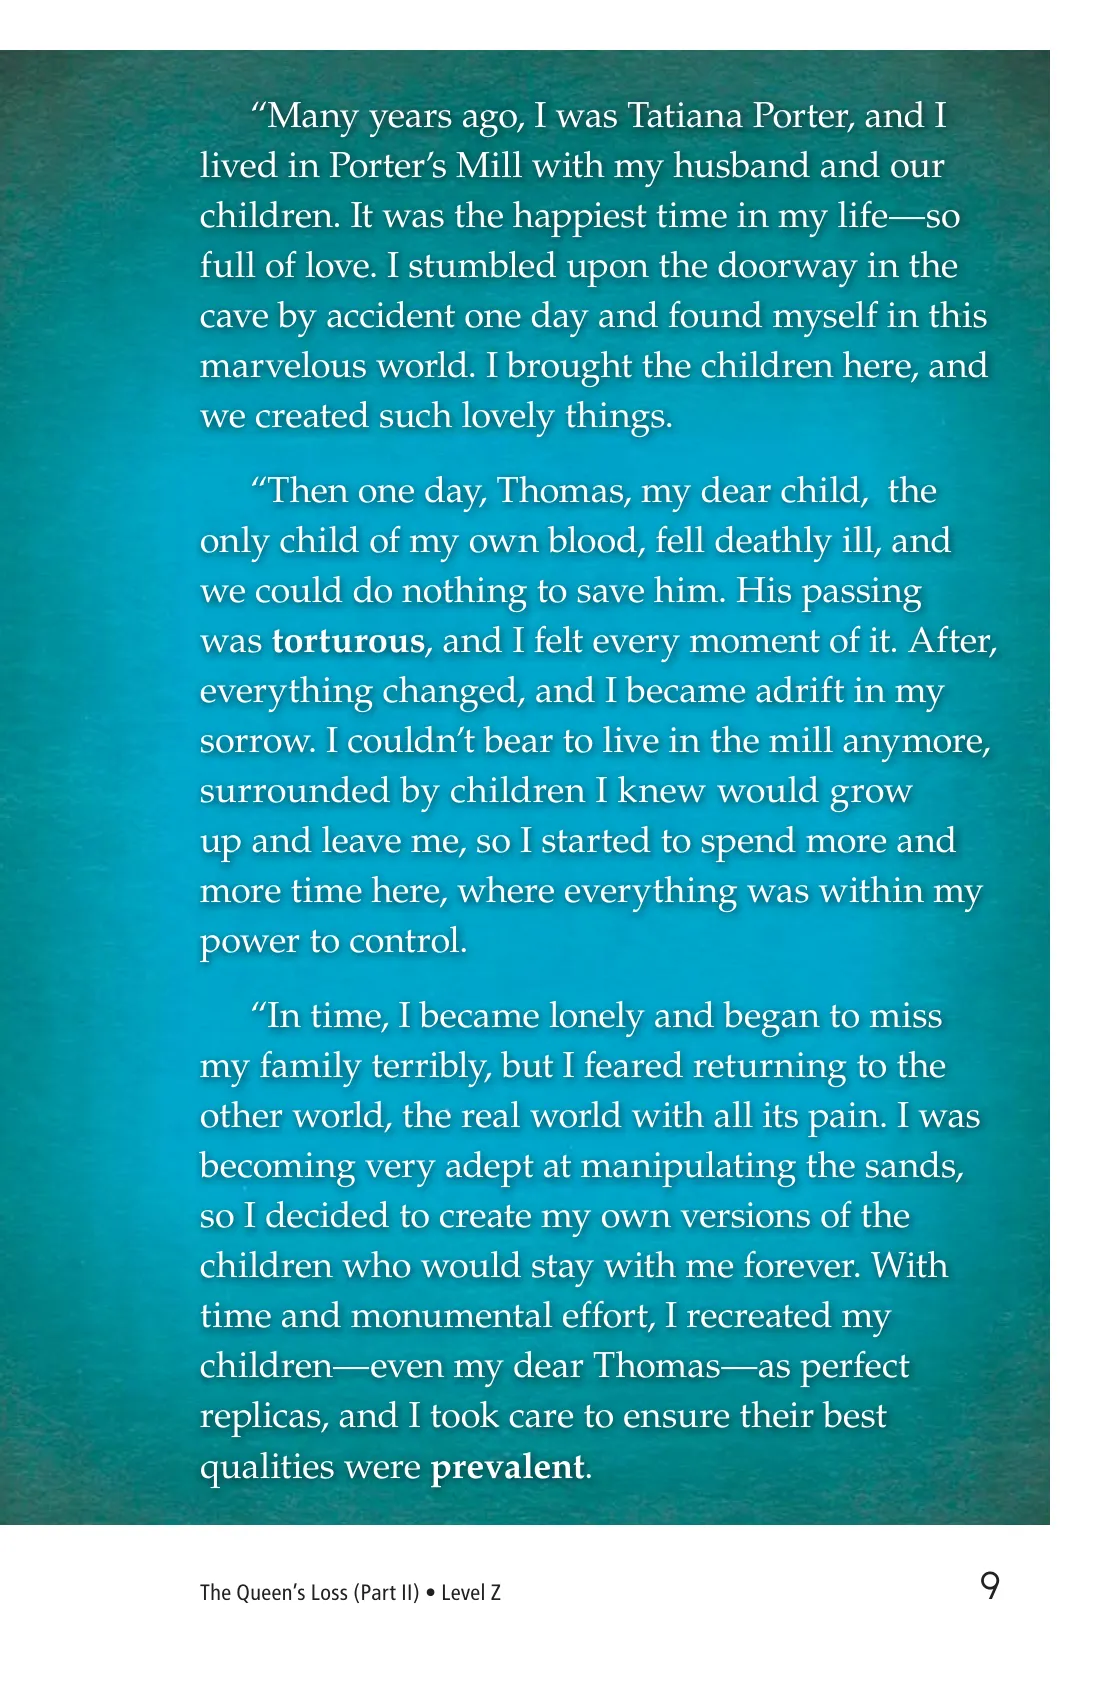 “Many years ago, I was Tatiana Porter, and I
lived in Porter’s Mill with my husband and our
children. It was the happiest time in my life—so
full of love. I stumbled upon the doorway in the
cave by accident one day and found myself in this
marvelous world. I brought the children here, and
we created such lovely things.
“Then one day, Thomas, my dear child,  the
only child of my own blood, fell deathly ill, and
we could do nothing to save him. His passing
was torturous, and I felt every moment of it. After,
everything changed, and I became adrift in my
sorrow. I couldn’t bear to live in the mill anymore,
surrounded by children I knew would grow
up and leave me, so I started to spend more and
more time here, where everything was within my
power to control.
“In time, I became lonely and began to miss
my family terribly, but I feared returning to the
other world, the real world with all its pain. I was
becoming very adept at manipulating the sands,
so I decided to create my own versions of the
children who would stay with me forever. With
time and monumental effort, I recreated my
children—even my dear Thomas—as perfect
replicas, and I took care to ensure their best
qualities were prevalent.
The Queen’s Loss (Part II) • Level Z
9